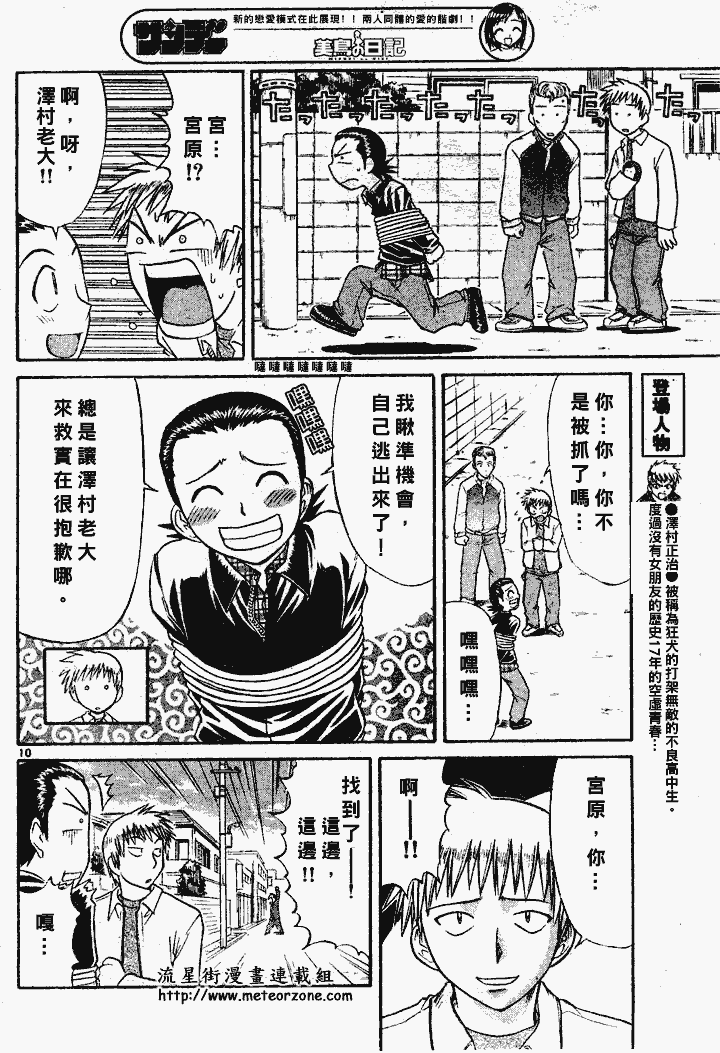 サンデー
新的戀愛模式在此展現!! 兩人同體的愛的醬劇!!
美鳥日記
たっ たっ たっ たっ たっ たっ
噠噠噠噠噠噠噠
宮…
宮原!?
啊，呀，
澤村老大!!
登場人物
●澤村正治●被稱為狂犬的打架無敵的不良高中生。
度過沒有女朋友的歷史17年的空虛青春…
你…你，你不
是被抓了嗎…
嘿嘿嘿…
我瞅準機會，
自己逃出來了!
嘿嘿嘿
總是讓澤村老大
來救實在很抱歉哪。
10
宮原，你…
啊——!!
找到了——!
這邊，
這邊!!
嘎…
流星街漫畫連載組
http://www.meteorzone.com